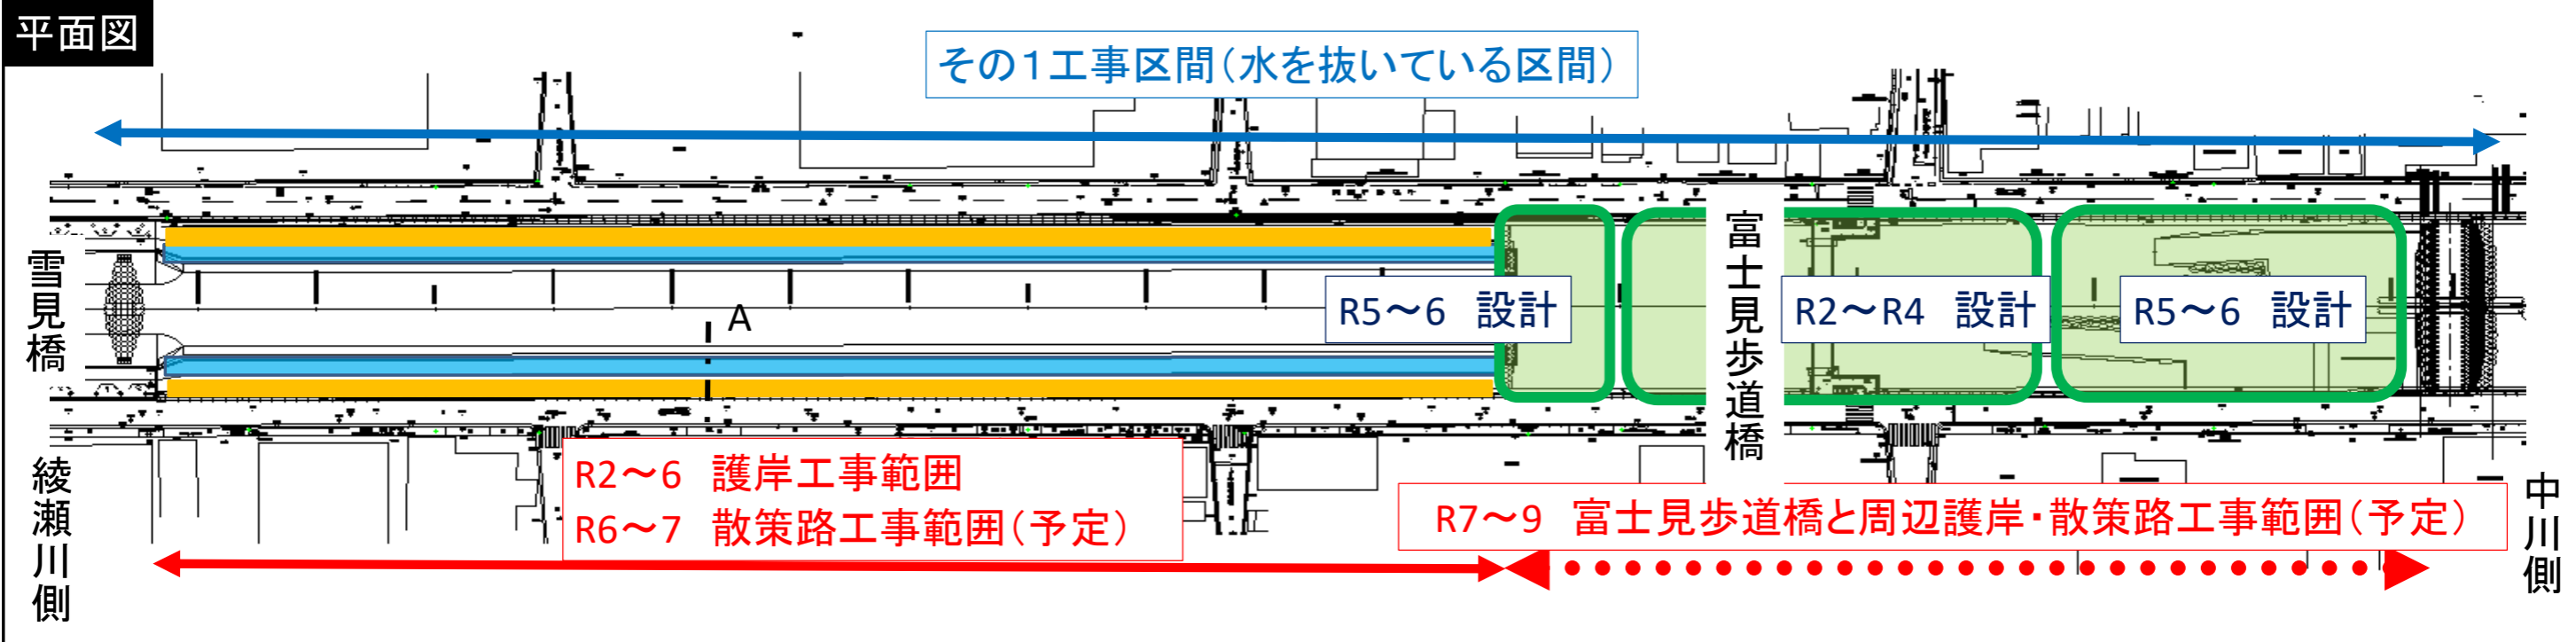 平面図
その1工事区間(水を抜いている区間)
雪見橋
A
R5～6 設計
富士見歩道橋
R2～R4 設計
R5～6 設計
綾瀬川側
R2～6 護岸工事範囲
R6～7 散策路工事範囲(予定)
R7～9 富士見歩道橋と周辺護岸・散策路工事範囲(予定)
中川側